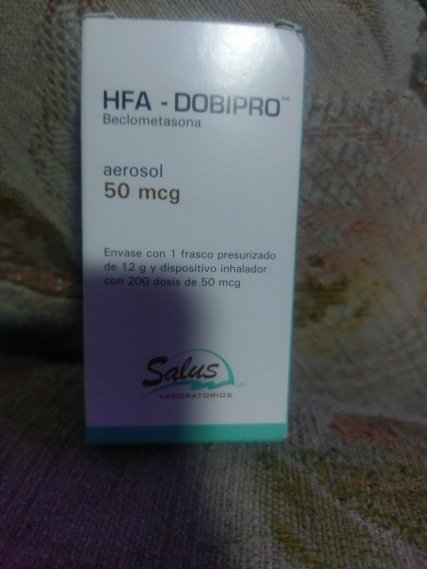 HFA - DOBIPRO
Beclometasona
aerosol
50 mcg
Envase con 1 frasco presurizado
de 12 g y dispositivo inhalador
con 200 dosis de 50 mcg
Salus
LABORATORIOS